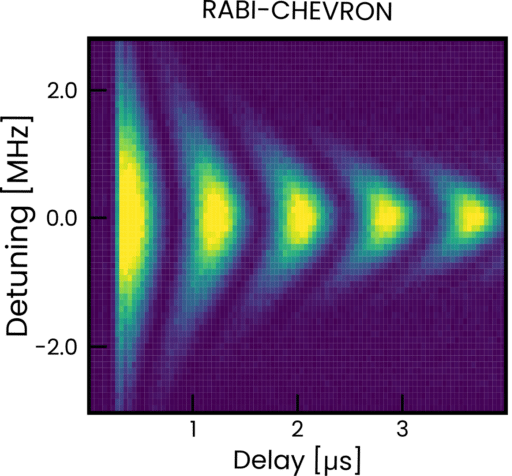 RABI-CHEVRON
Detuning [MHz]
2.0
0.0
-2.0
1 2 3
Delay [μs]